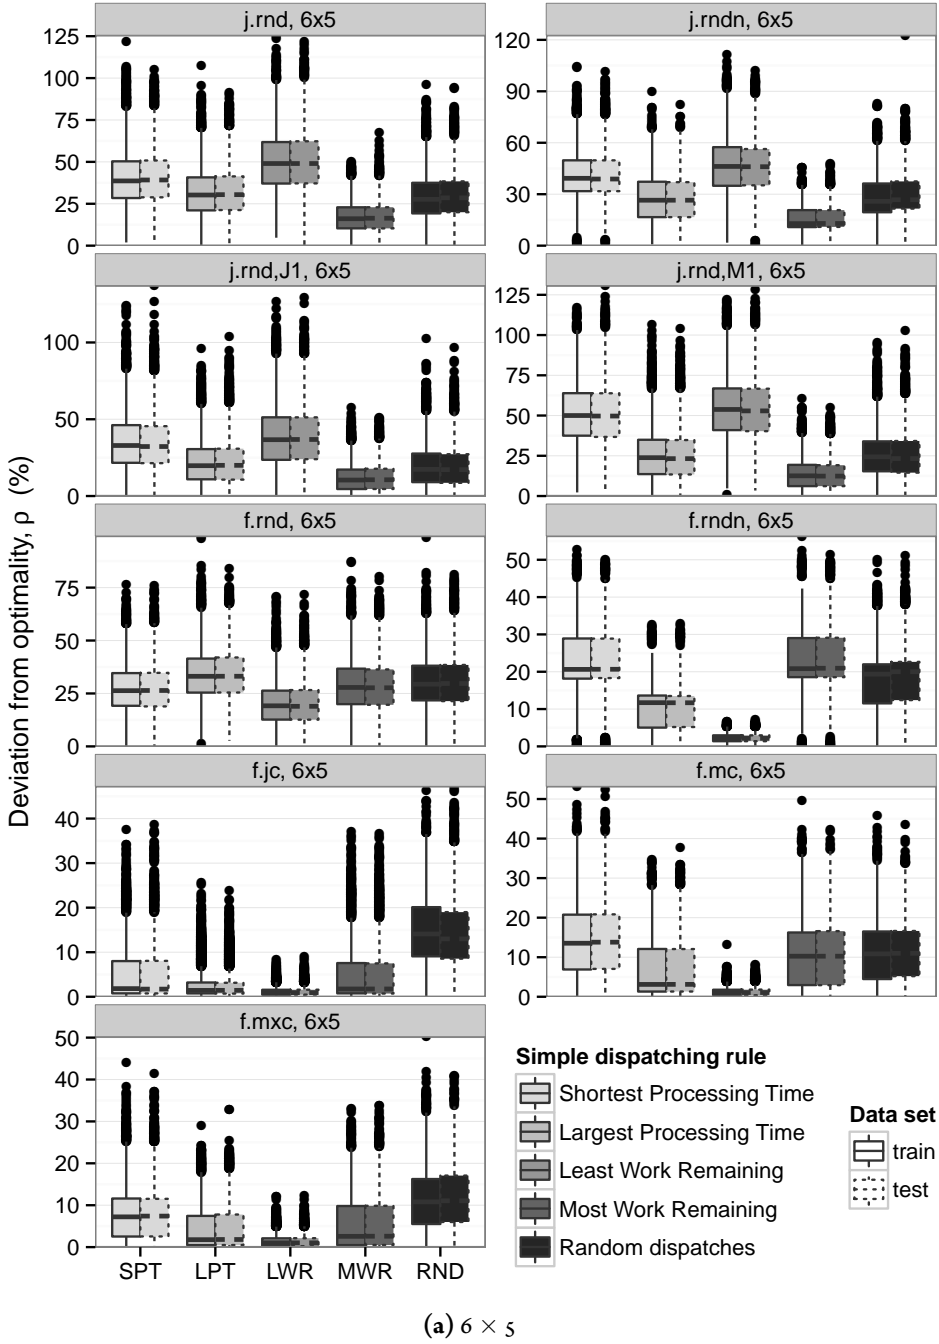 j.rnd, 6x5
125
100
75
50
25
0
j.rndn, 6x5
120
90
60
30
0
j.rnd,J1, 6x5
100
50
0
j.rnd,M1, 6x5
125
100
75
50
25
0
f.rnd, 6x5
75
50
25
0
f.rndn, 6x5
50
40
30
20
10
0
f.jc, 6x5
40
30
20
10
0
f.mc, 6x5
50
40
30
20
10
0
f.mxc, 6x5
50
40
30
20
10
0
SPT LPT LWR MWR RND
Deviation from optimality, ρ (%)
Simple dispatching rule
Shortest Processing Time
Largest Processing Time
Least Work Remaining
Most Work Remaining
Random dispatches
Data set
train
test
(a) 6 × 5